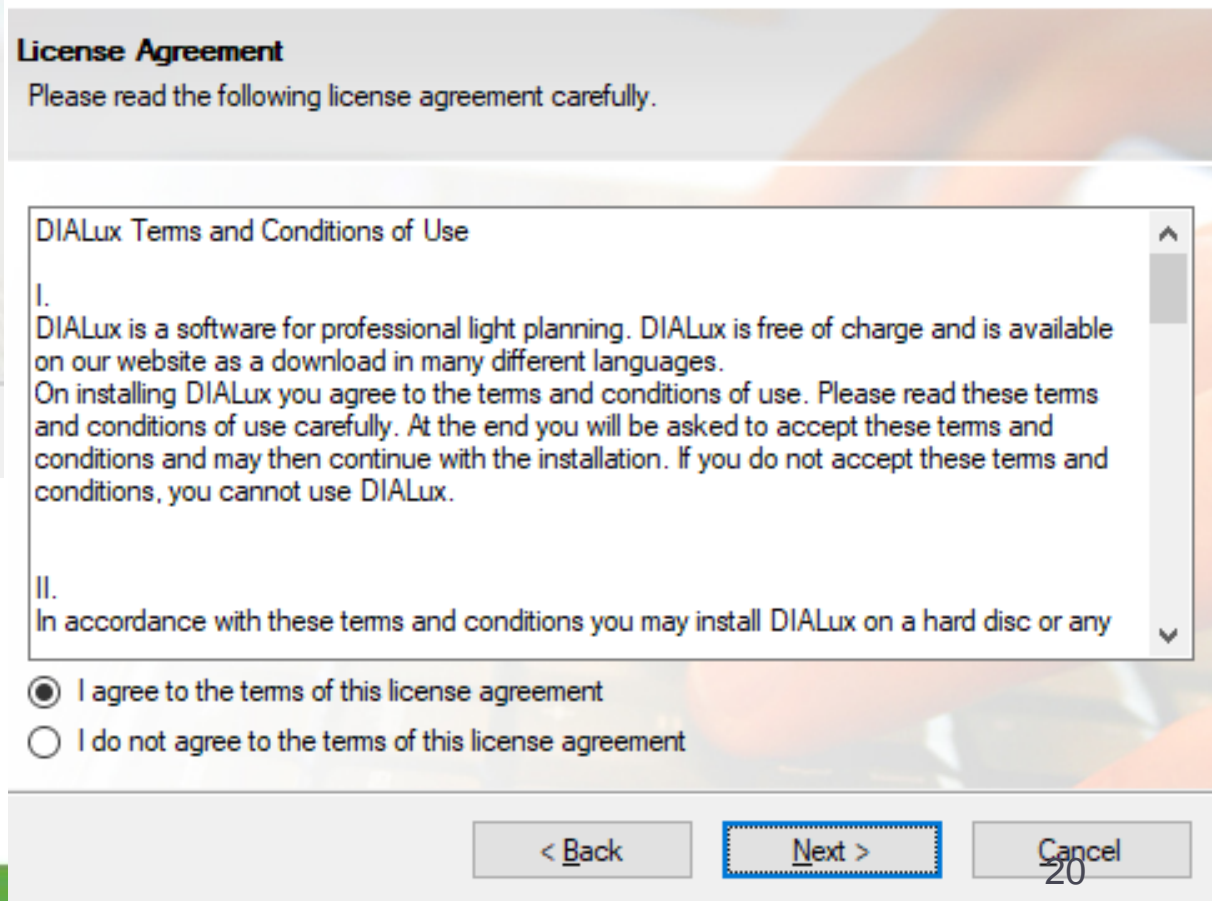 License Agreement
Please read the following license agreement carefully.
DIALux Terms and Conditions of Use
I.
DIALux is a software for professional light planning. DIALux is free of charge and is available
on our website as a download in many different languages.
On installing DIALux you agree to the terms and conditions of use. Please read these terms
and conditions of use carefully. At the end you will be asked to accept these terms and
conditions and may then continue with the installation. If you do not accept these terms and
conditions, you cannot use DIALux.
II.
In accordance with these terms and conditions you may install DIALux on a hard disc or any
I agree to the terms of this license agreement
I do not agree to the terms of this license agreement
< Back Next > Cancel
20